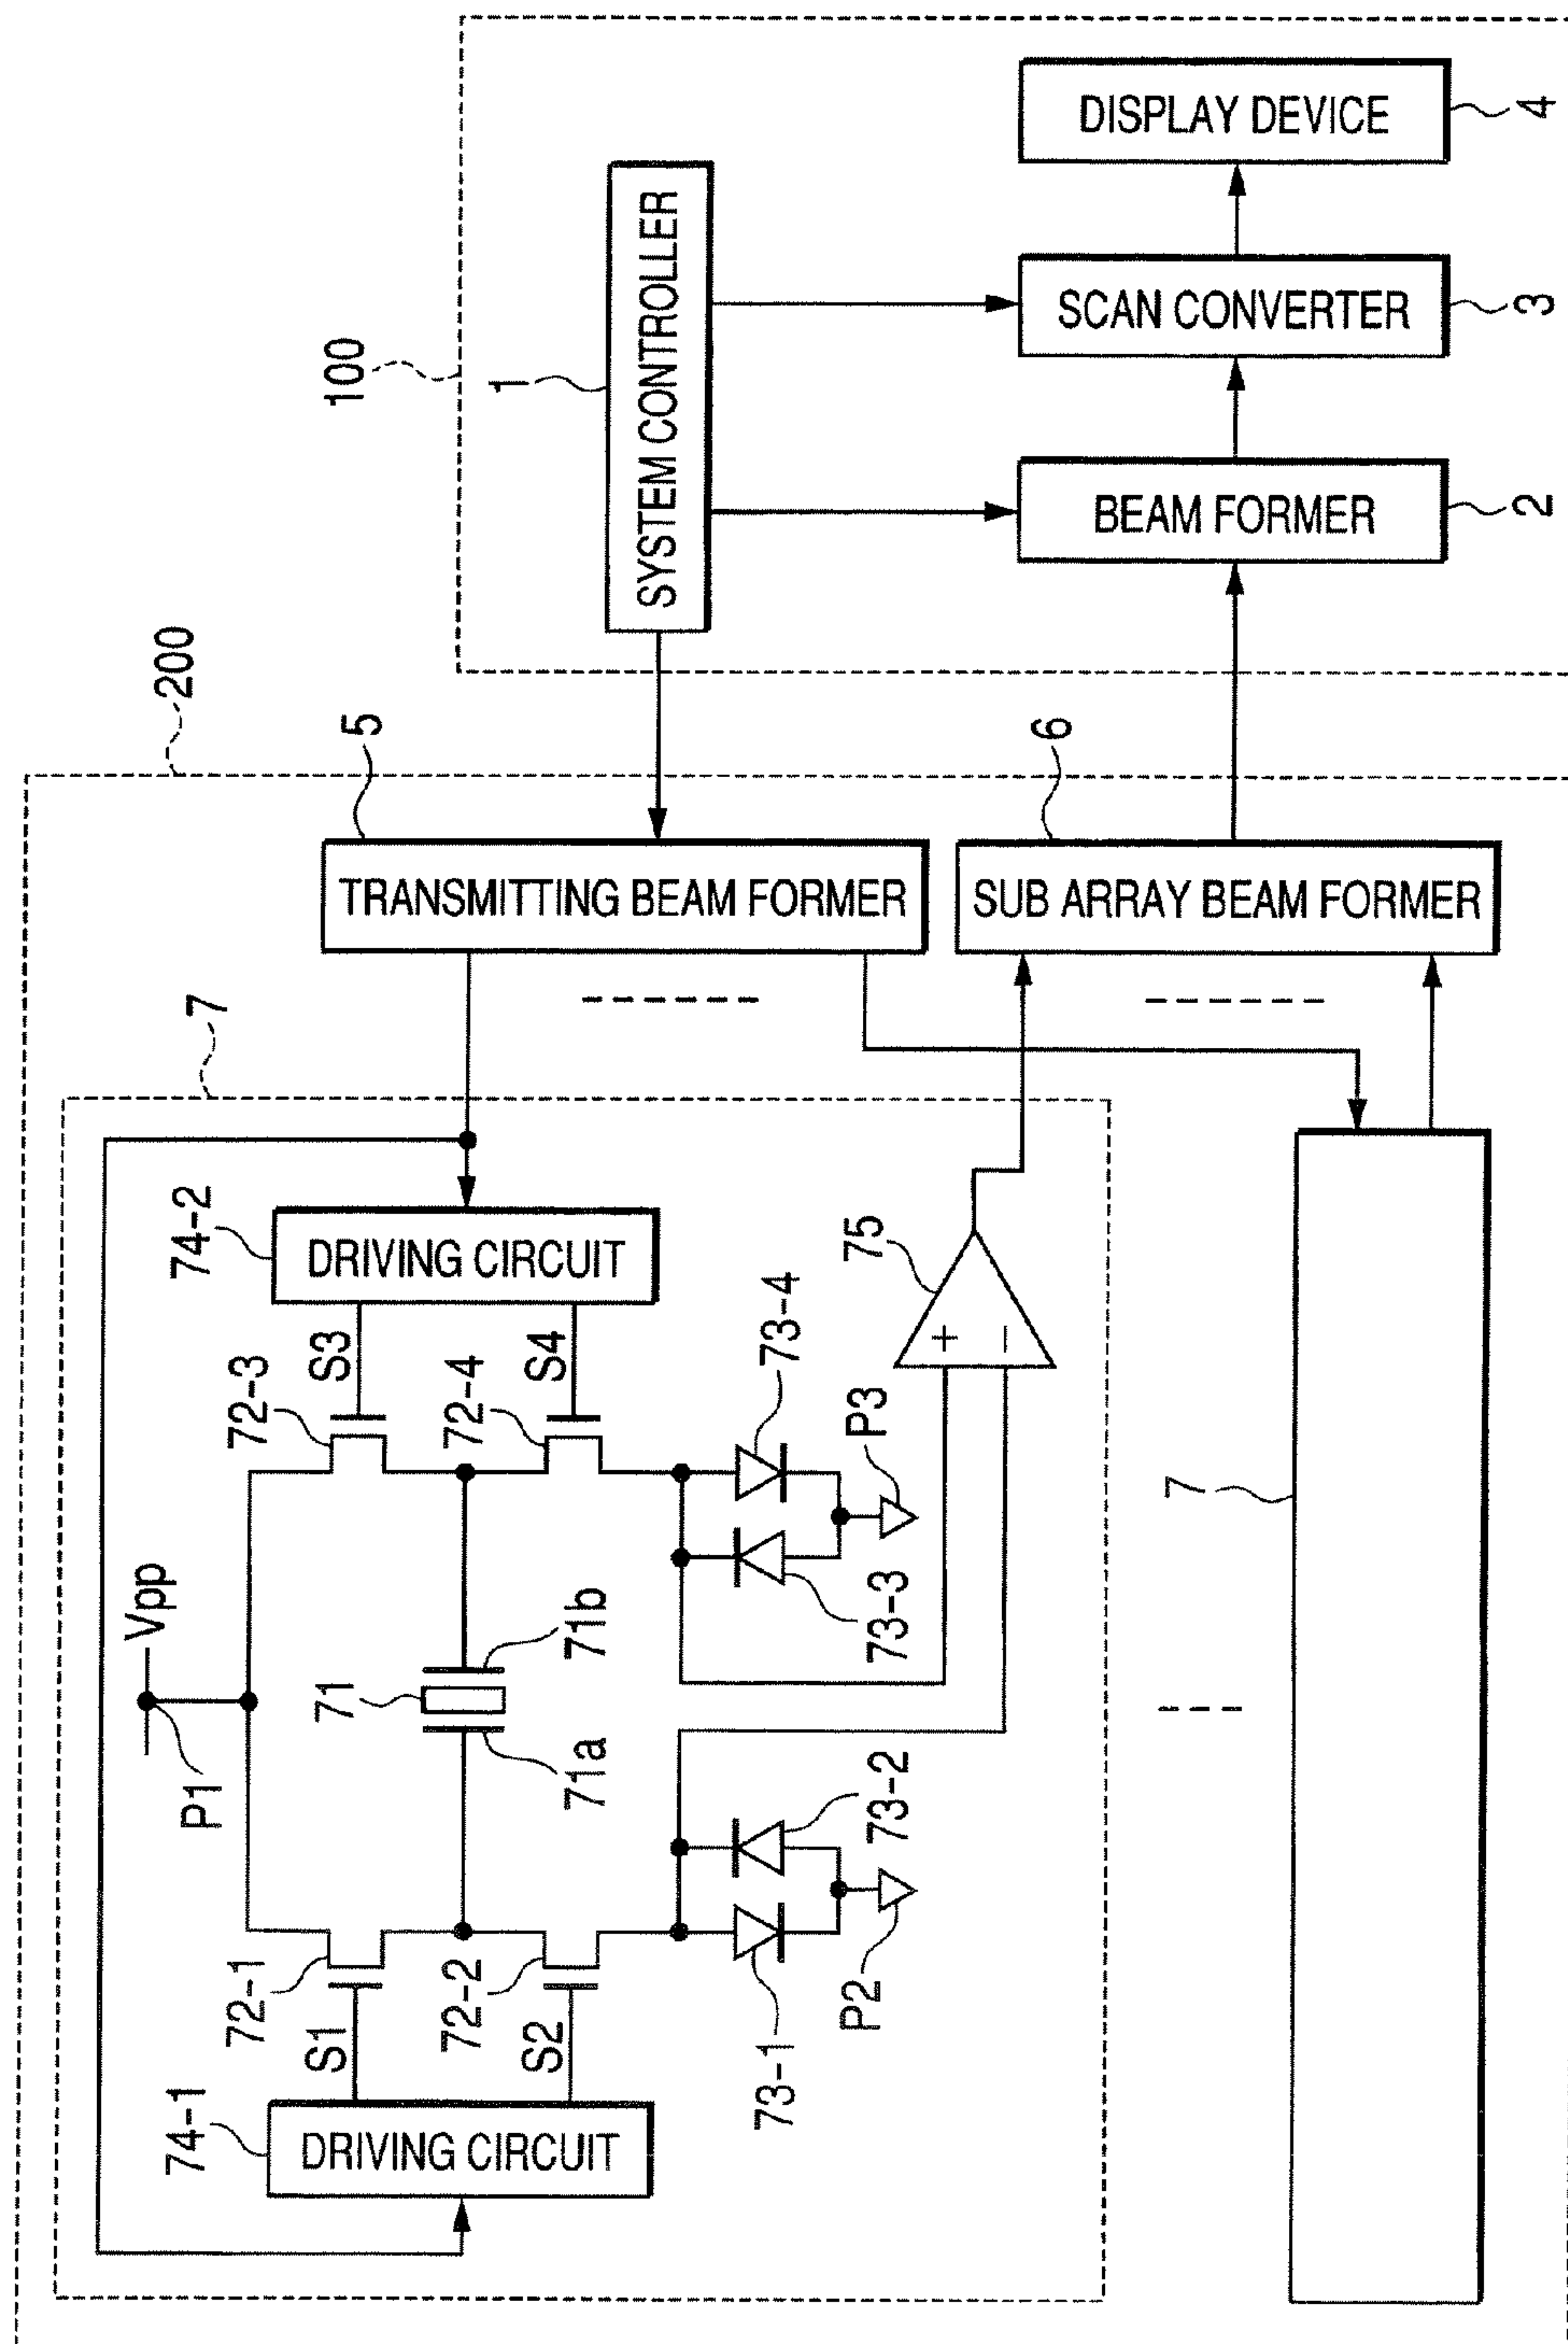 200
100
7
5
1
SYSTEM CONTROLLER
TRANSMITTING BEAM FORMER
P1
Vpp
74-1
DRIVING CIRCUIT
S1
S2
72-1
72-2
71
71a
71b
72-3
72-4
S3
S4
74-2
DRIVING CIRCUIT
73-1
P2
73-2
73-3
P3
73-4
75
+
−
6
SUB ARRAY BEAM FORMER
BEAM FORMER
2
SCAN CONVERTER
3
DISPLAY DEVICE
4
7